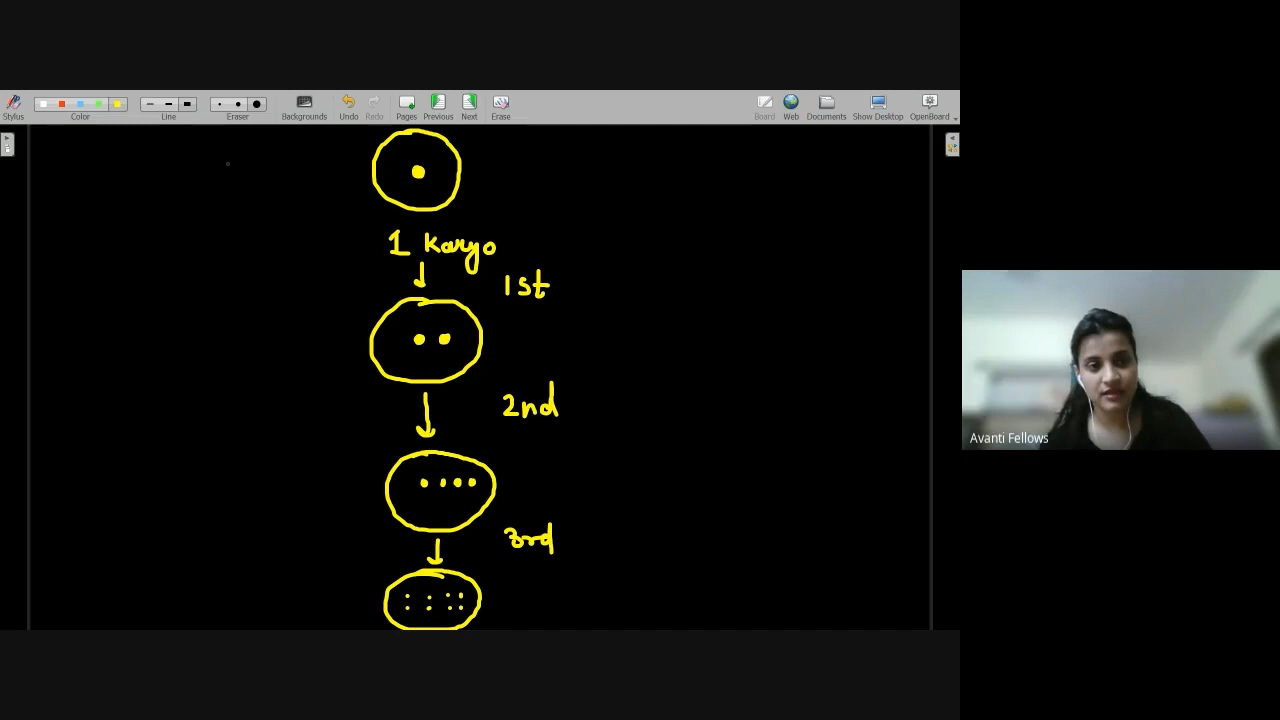 Stylus Color Line Eraser Backgrounds Undo Redo Pages Previous Next Erase Board Web Documents Show Desktop OpenBoard
1 Karyo
1st
2nd
3rd
Avanti Fellows